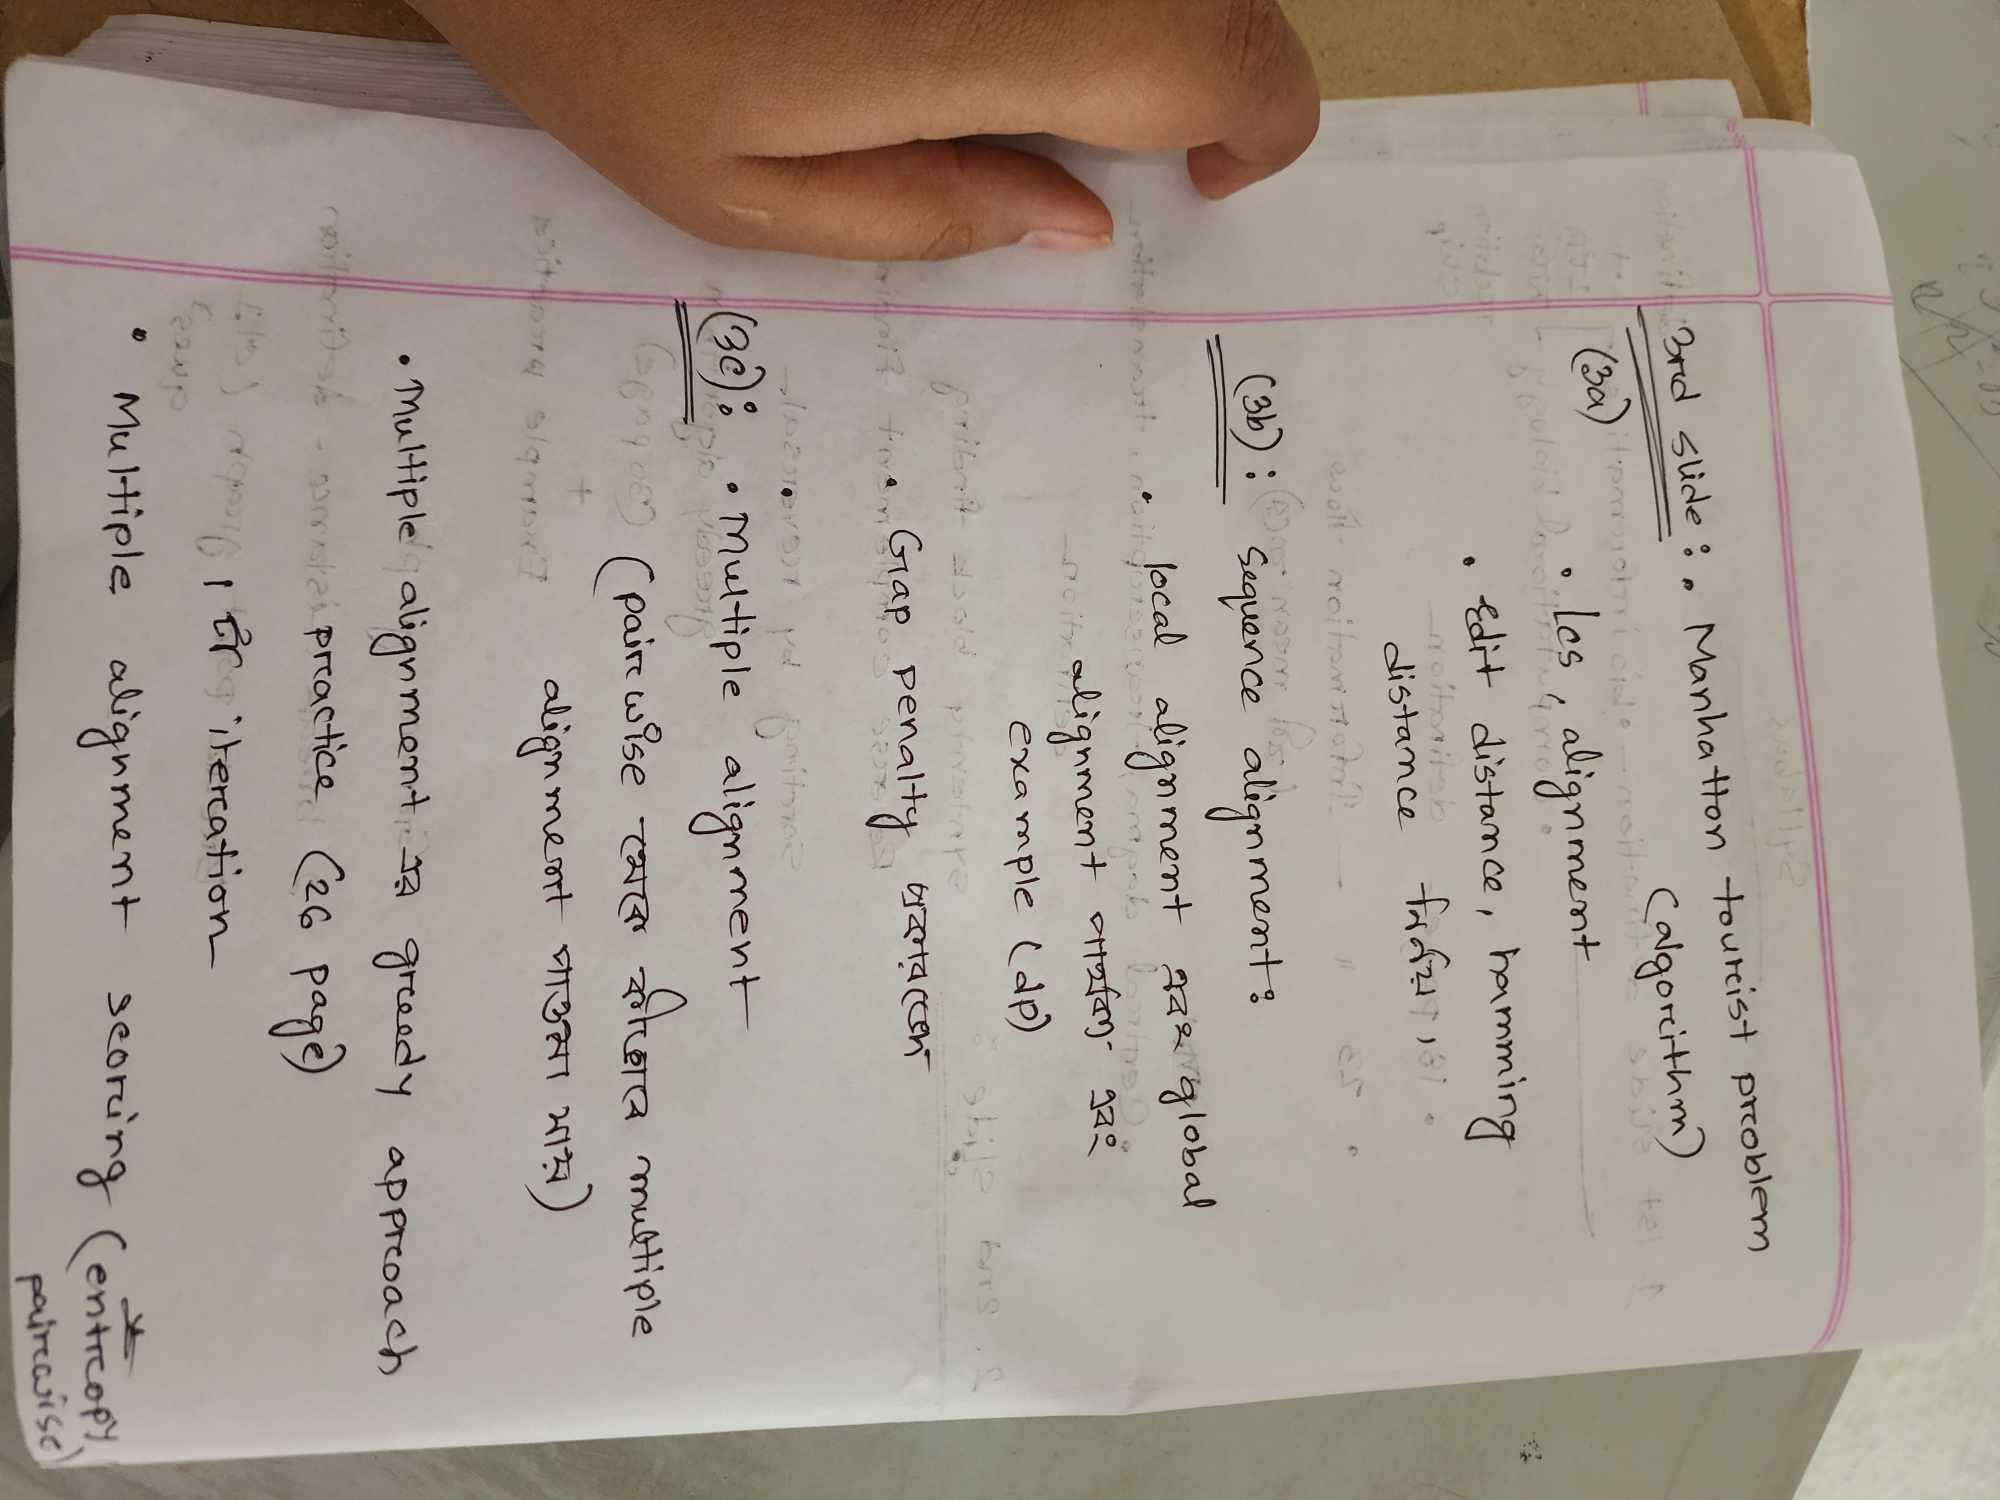 3rd slide : • Manhatton tourist problem
(algorithm)
(3a)
• Lcs, alignment
• Edit distance, hamming
distance নির্নয়।
(3b): Sequence alignment:
• local alignment এবং global
alignment পার্থক্য এবং
example (dp)
• Gap penalty প্রকারভেদ
(3c): • Multiple alignment
(pairwise থেকে কীভাবে multiple
alignment পাওয়া যায়)
• Multiple alignment এর greedy approach
practice (26 page)
iteration
• Multiple alignment scoring (entropy,
pairwise)